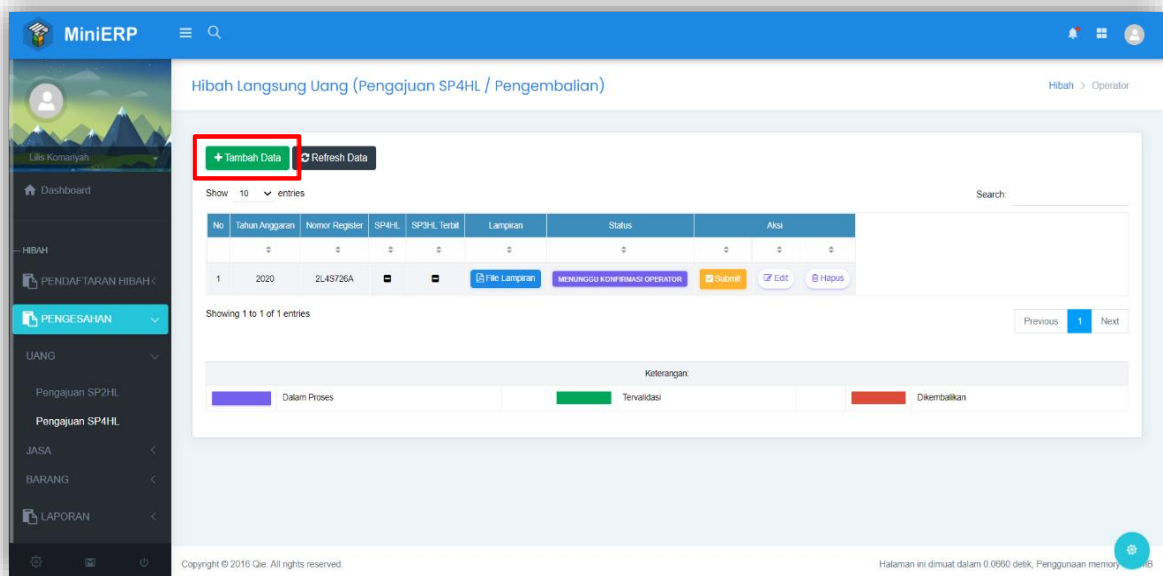 MiniERP
Hibah Langsung Uang (Pengajuan SP4HL / Pengembalian)
Hibah > Operator
Lilis Komariyah
Dashboard
HIBAH
PENDAFTARAN HIBAH
PENGESAHAN
UANG
Pengajuan SP2HL
Pengajuan SP4HL
JASA
BARANG
LAPORAN
+ Tambah Data Refresh Data
Show 10 entries
Search:
No Tahun Anggaran Nomor Register SP4HL SP3HL Terbit Lampiran Status Aksi
1 2020 2L4S726A File Lampiran MENUNGGU KONFIRMASI OPERATOR Submit Edit Hapus
Showing 1 to 1 of 1 entries
Previous 1 Next
Keterangan:
Dalam Proses Tervalidasi Dikembalikan
Copyright © 2016 Qie. All rights reserved
Halaman ini dimuat dalam 0.0660 detik, Penggunaan memory